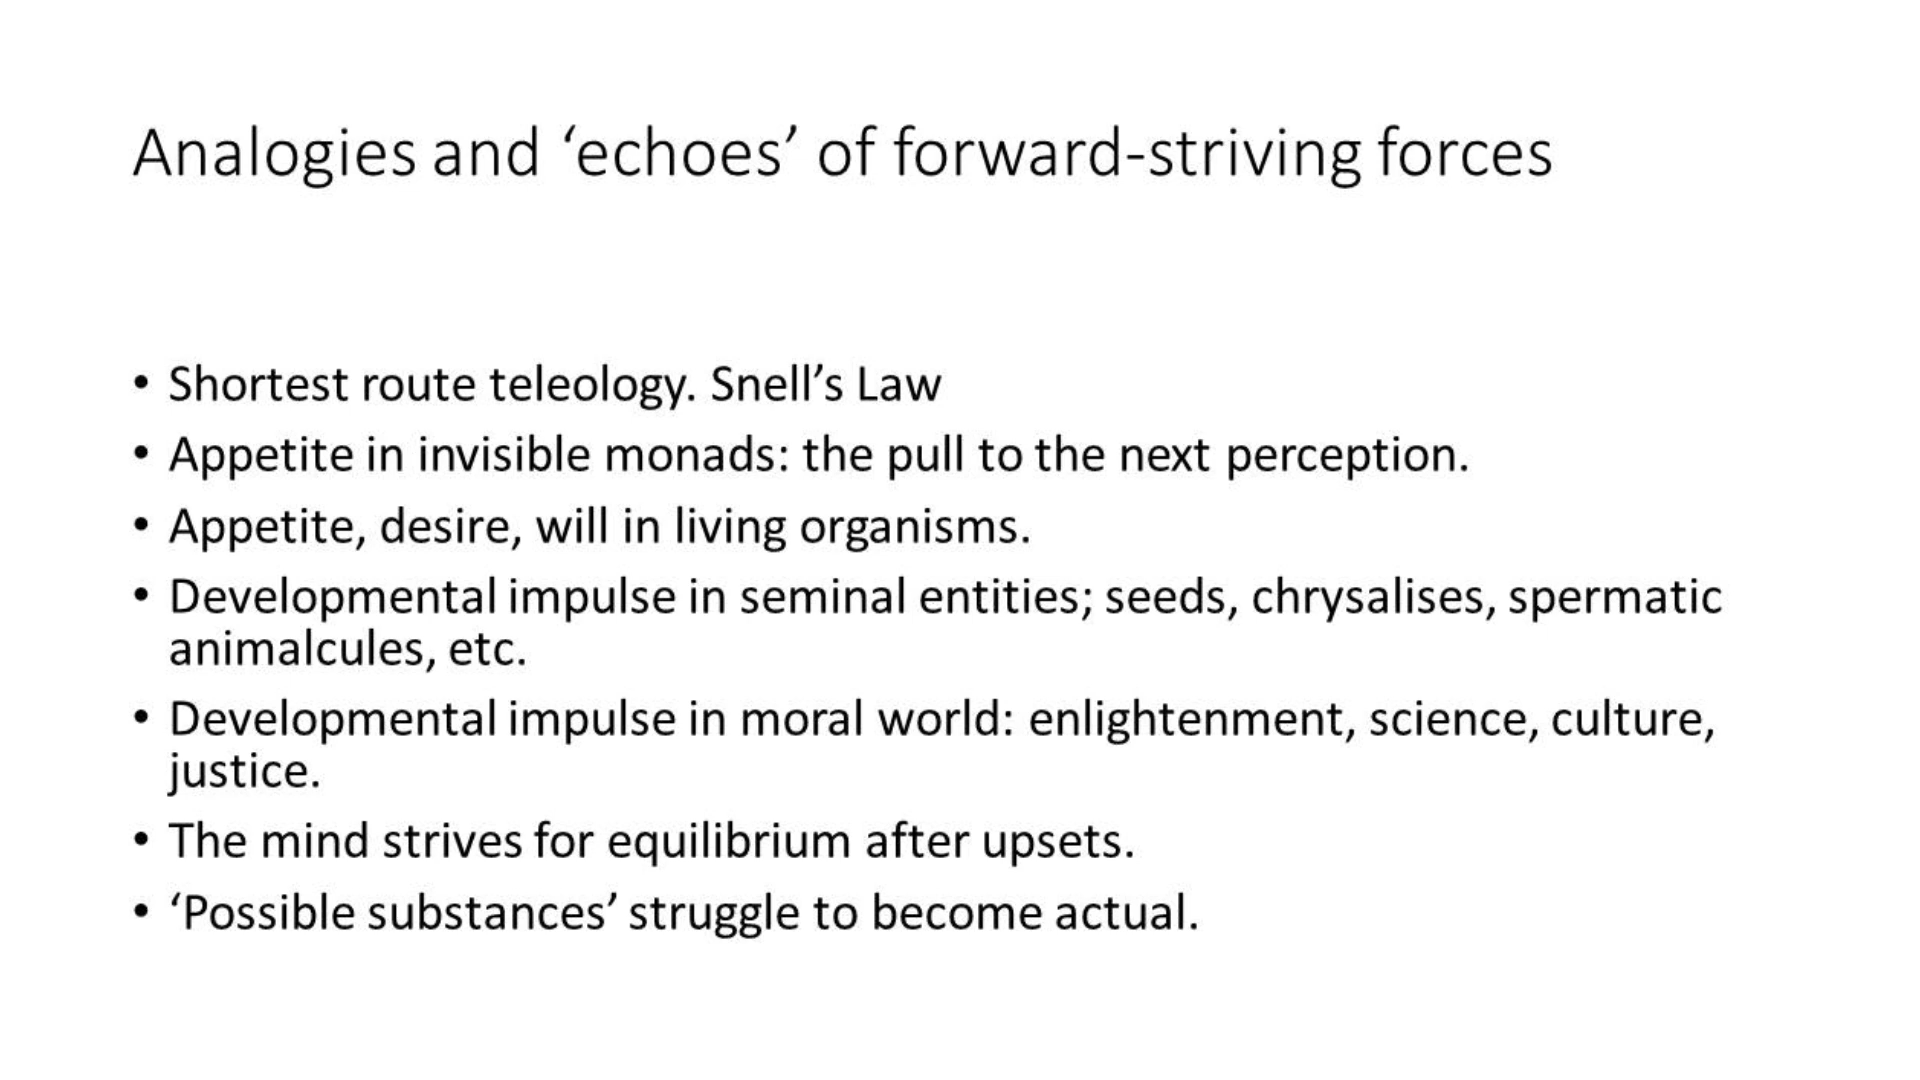 Analogies and ‘echoes’ of forward-striving forces
• Shortest route teleology. Snell’s Law
• Appetite in invisible monads: the pull to the next perception.
• Appetite, desire, will in living organisms.
• Developmental impulse in seminal entities; seeds, chrysalises, spermatic
animalcules, etc.
• Developmental impulse in moral world: enlightenment, science, culture,
justice.
• The mind strives for equilibrium after upsets.
• ‘Possible substances’ struggle to become actual.